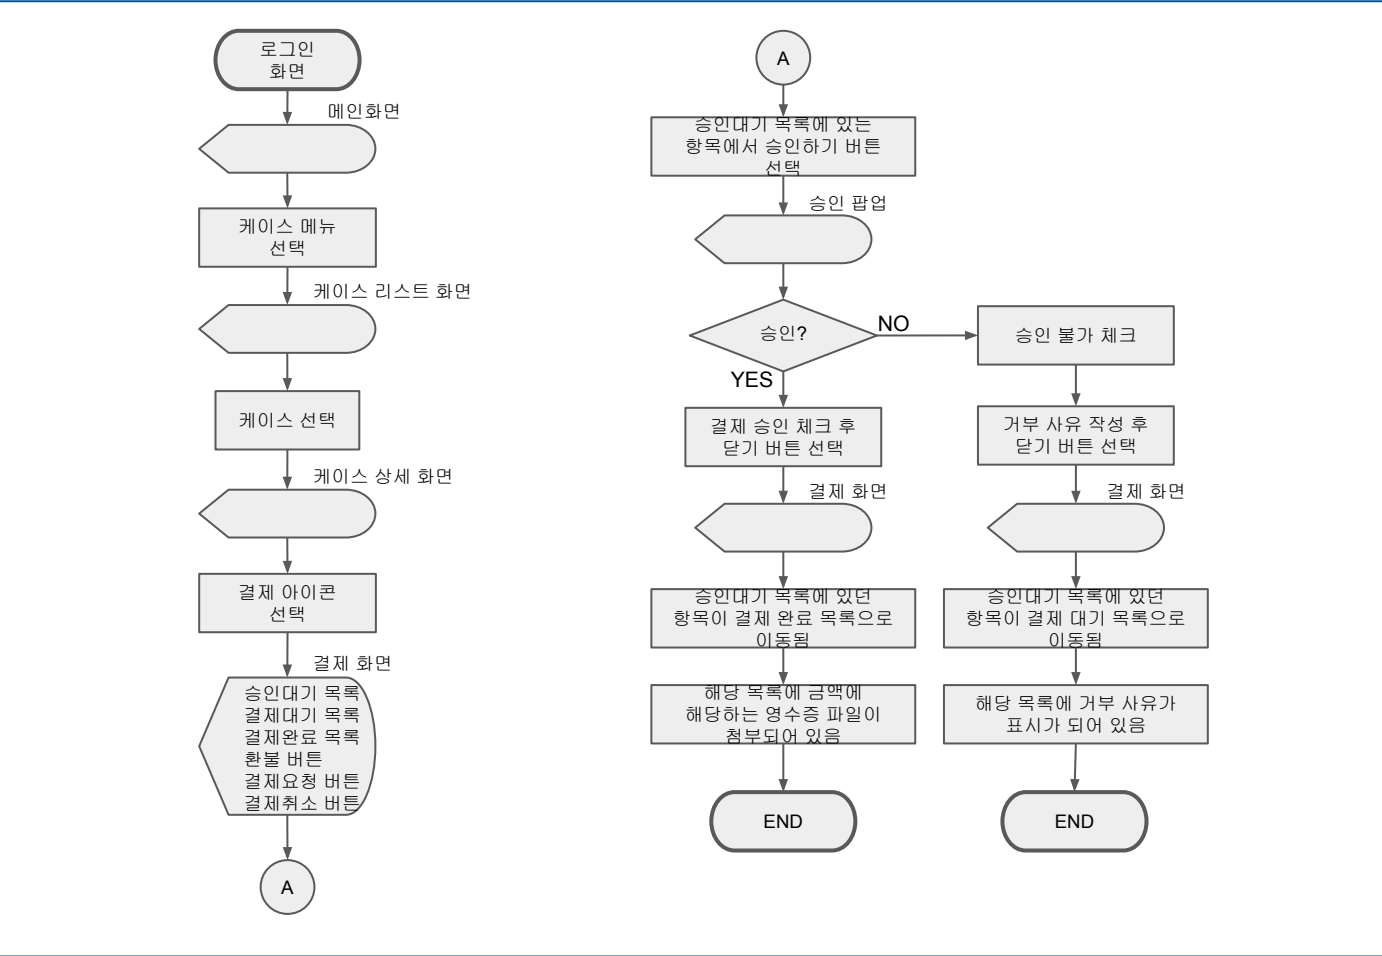 로그인
화면
메인화면
케이스 메뉴
선택
케이스 리스트 화면
케이스 선택
케이스 상세 화면
결제 아이콘
선택
결제 화면
승인대기 목록
결제대기 목록
결제완료 목록
환불 버튼
결제요청 버튼
결제취소 버튼
A
A
승인대기 목록에 있는
항목에서 승인하기 버튼
선택
승인 팝업
승인?
NO
YES
결제 승인 체크 후
닫기 버튼 선택
결제 화면
승인대기 목록에 있던
항목이 결제 완료 목록으로
이동됨
해당 목록에 금액에
해당하는 영수증 파일이
첨부되어 있음
END
승인 불가 체크
거부 사유 작성 후
닫기 버튼 선택
결제 화면
승인대기 목록에 있던
항목이 결제 대기 목록으로
이동됨
해당 목록에 거부 사유가
표시가 되어 있음
END